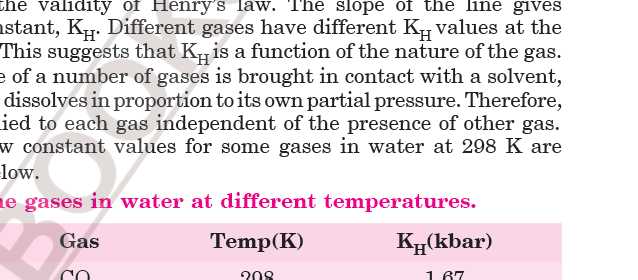 the validity of Henry's law. The slope of the line gives
nstant, K_H. Different gases have different K_H values at the
This suggests that K_H is a function of the nature of the gas.
e of a number of gases is brought in contact with a solvent,
dissolves in proportion to its own partial pressure. Therefore,
lied to each gas independent of the presence of other gas.
w constant values for some gases in water at 298 K are
low.
ne gases in water at different temperatures.
Gas Temp(K) K_H(kbar)
CO 298 1.67